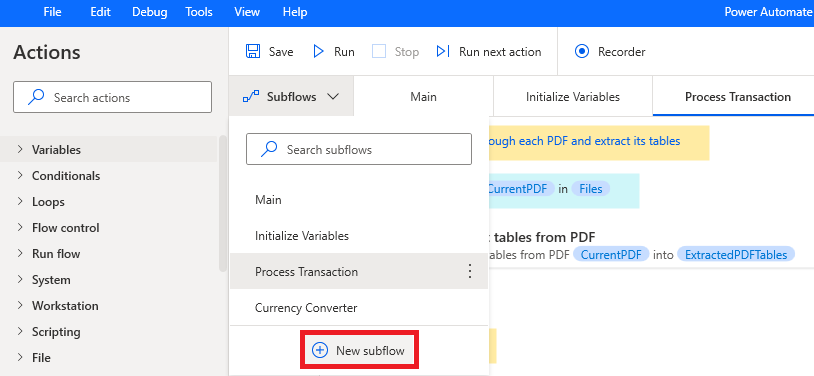 File Edit Debug Tools View Help Power Automate
Actions
Save Run Stop Run next action Recorder
Search actions
Subflows Main Initialize Variables Process Transaction
Variables
Conditionals
Loops
Flow control
Run flow
System
Workstation
Scripting
File
Search subflows
Main
Initialize Variables
Process Transaction
Currency Converter
New subflow
ough each PDF and extract its tables
CurrentPDF in Files
tables from PDF
ables from PDF CurrentPDF into ExtractedPDFTables